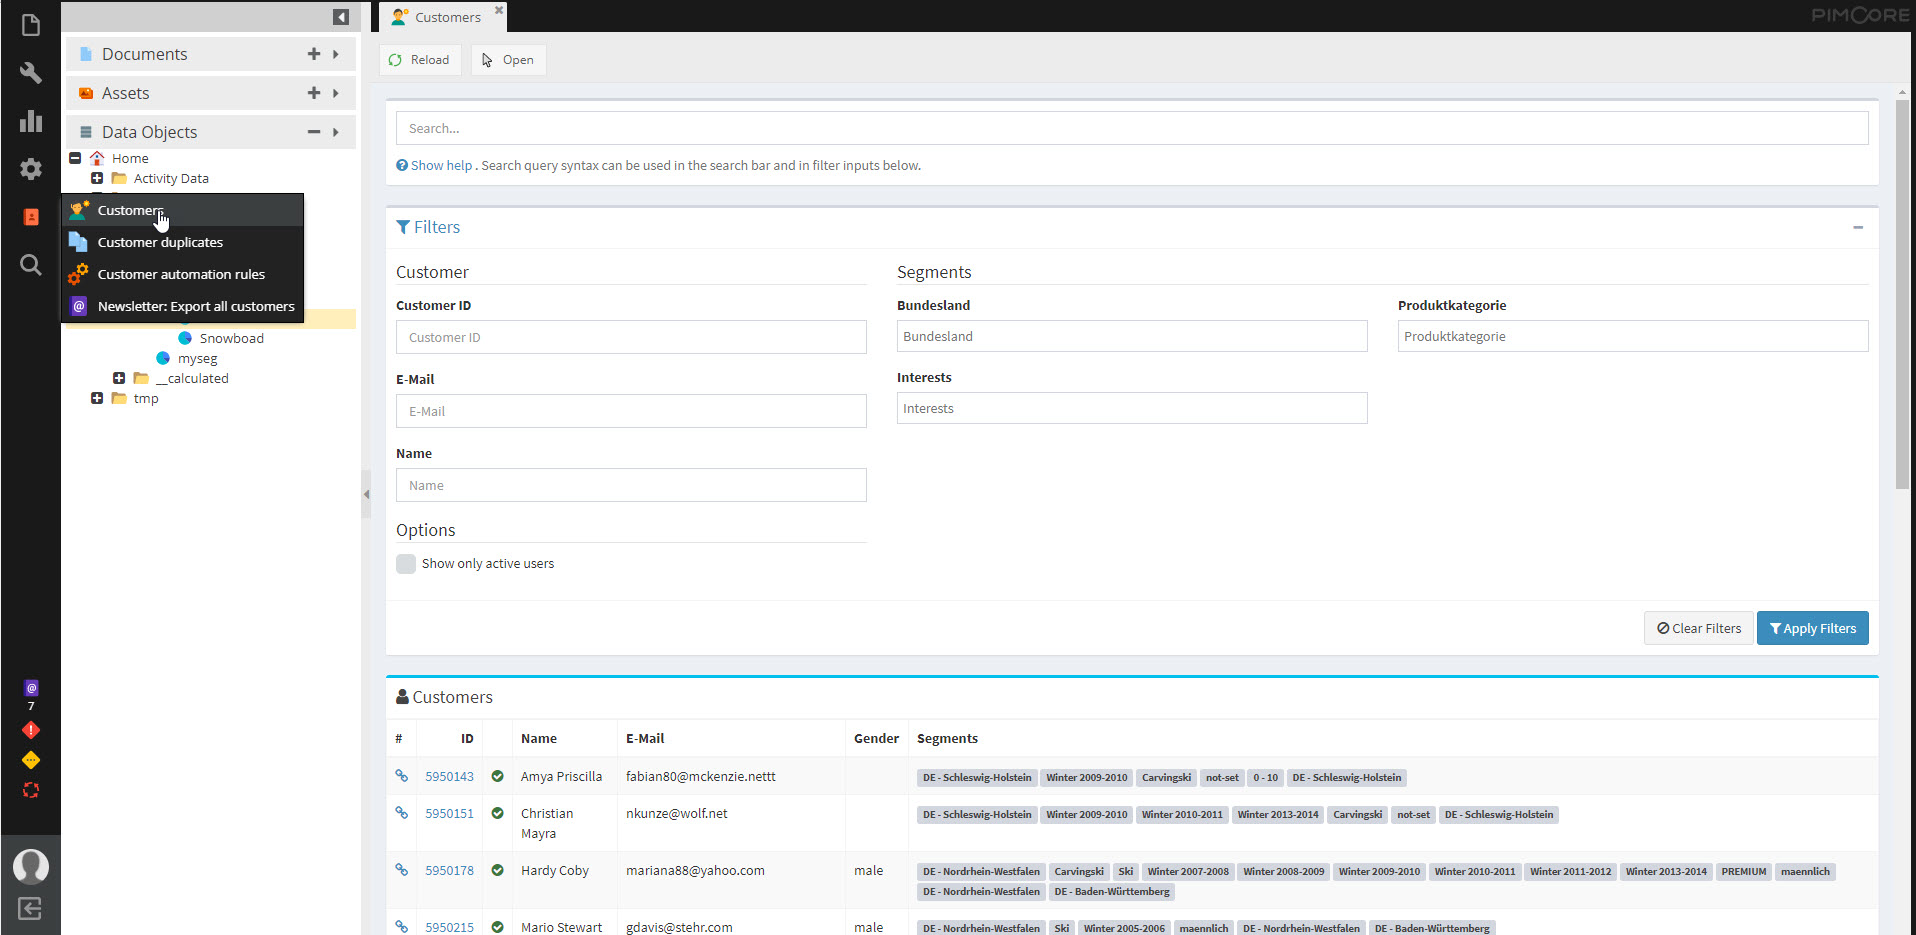 Customers
PIMCORE
Documents
Reload
Open
Assets
Data Objects
Search...
Home
Show help . Search query syntax can be used in the search bar and in filter inputs below.
Activity Data
Customers
Customer duplicates
Customer automation rules
Newsletter: Export all customers
Snowboad
myseg
__calculated
tmp
Filters
Customer
Customer ID
Customer ID
E-Mail
E-Mail
Name
Name
Options
Show only active users
Segments
Bundesland
Bundesland
Interests
Interests
Produktkategorie
Produktkategorie
Clear Filters
Apply Filters
7
Customers
# ID Name E-Mail Gender Segments
5950143 Amya Priscilla fabian80@mckenzie.nettt DE - Schleswig-Holstein Winter 2009-2010 Carvingski not-set 0 - 10 DE - Schleswig-Holstein
5950151 Christian nkunze@wolf.net DE - Schleswig-Holstein Winter 2009-2010 Winter 2010-2011 Winter 2013-2014 Carvingski not-set DE - Schleswig-Holstein
Mayra
5950178 Hardy Coby mariana88@yahoo.com male DE - Nordrhein-Westfalen Carvingski Ski Winter 2007-2008 Winter 2008-2009 Winter 2009-2010 Winter 2010-2011 Winter 2011-2012 Winter 2013-2014 PREMIUM maennlich
DE - Nordrhein-Westfalen DE - Baden-Württemberg
5950215 Mario Stewart gdavis@stehr.com male DE - Nordrhein-Westfalen Ski Winter 2005-2006 maennlich DE - Nordrhein-Westfalen DE - Baden-Württemberg